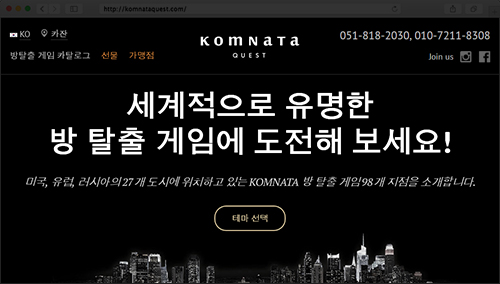 http://komnataquest.com/
KO 카잔
KOMNATA
QUEST
051-818-2030, 010-7211-8308
방탈출 게임 카탈로그 선물 가맹점
Join us
세계적으로 유명한
방 탈출 게임에 도전해 보세요!
미국, 유럽, 러시아의 27개 도시에 위치하고 있는 KOMNATA 방 탈출 게임 98개 지점을 소개합니다.
테마 선택